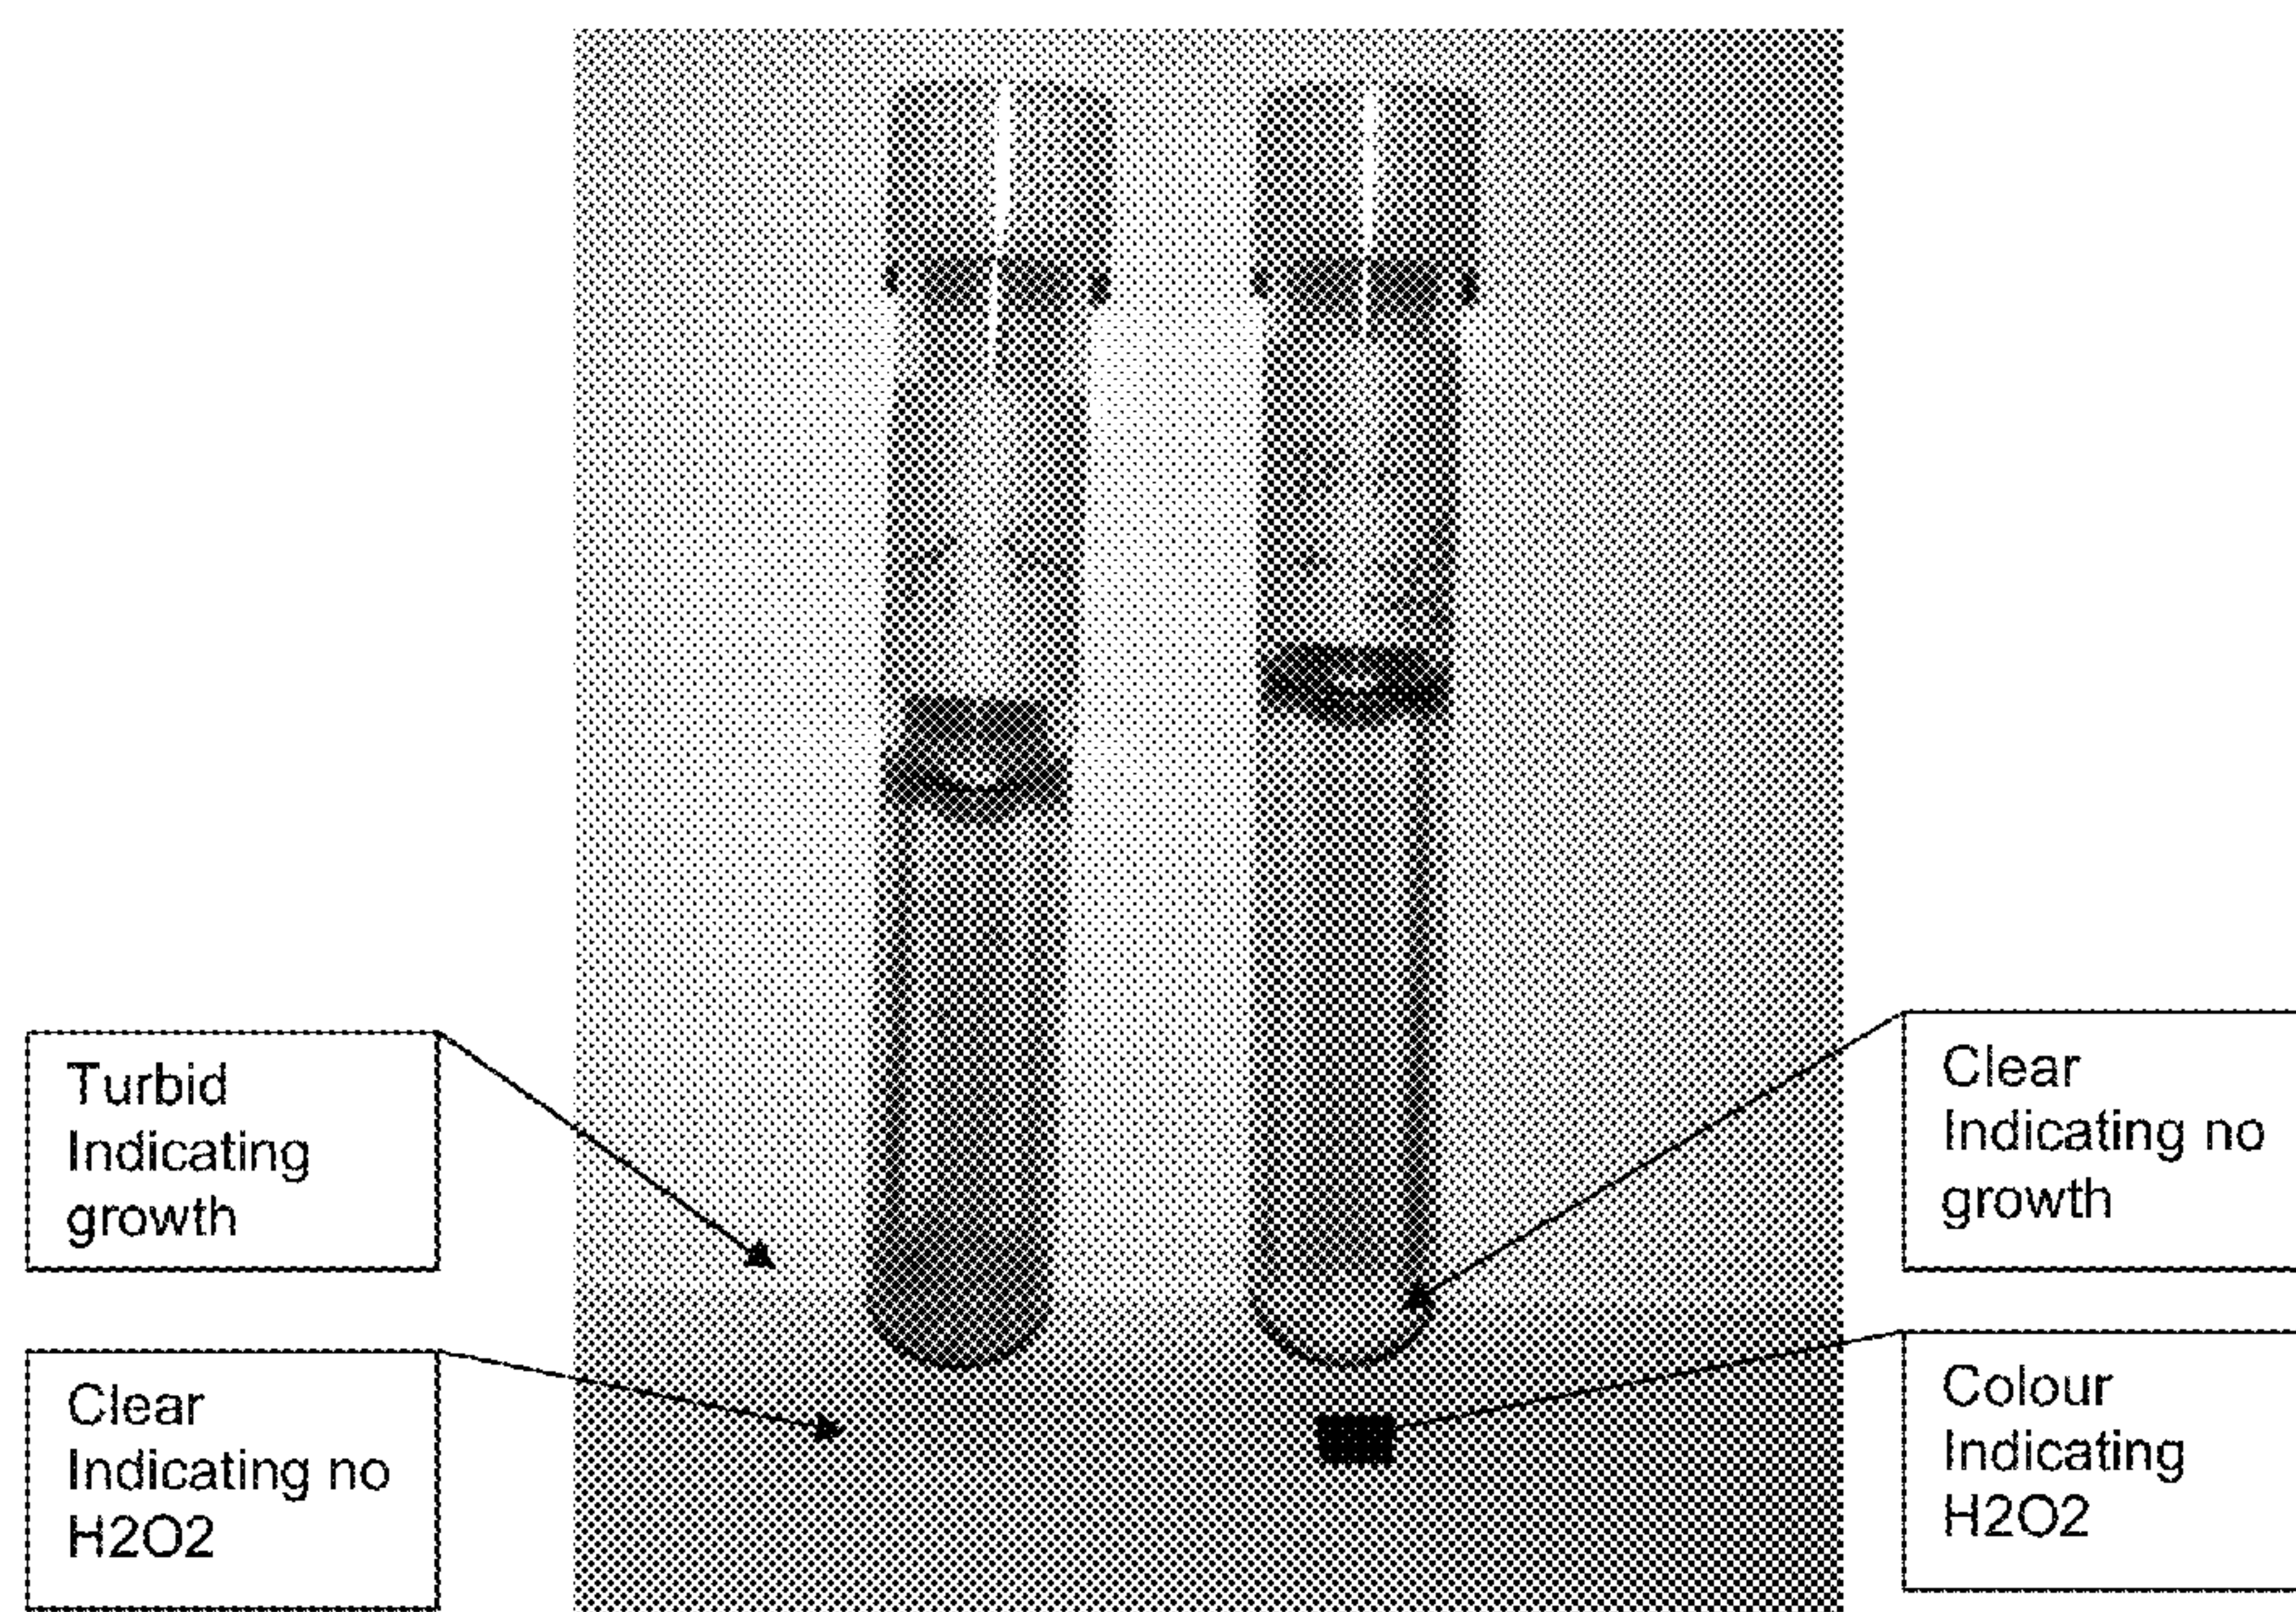 Turbid
Indicating
growth
Clear
Indicating no
H2O2
Clear
Indicating no
growth
Colour
Indicating
H2O2